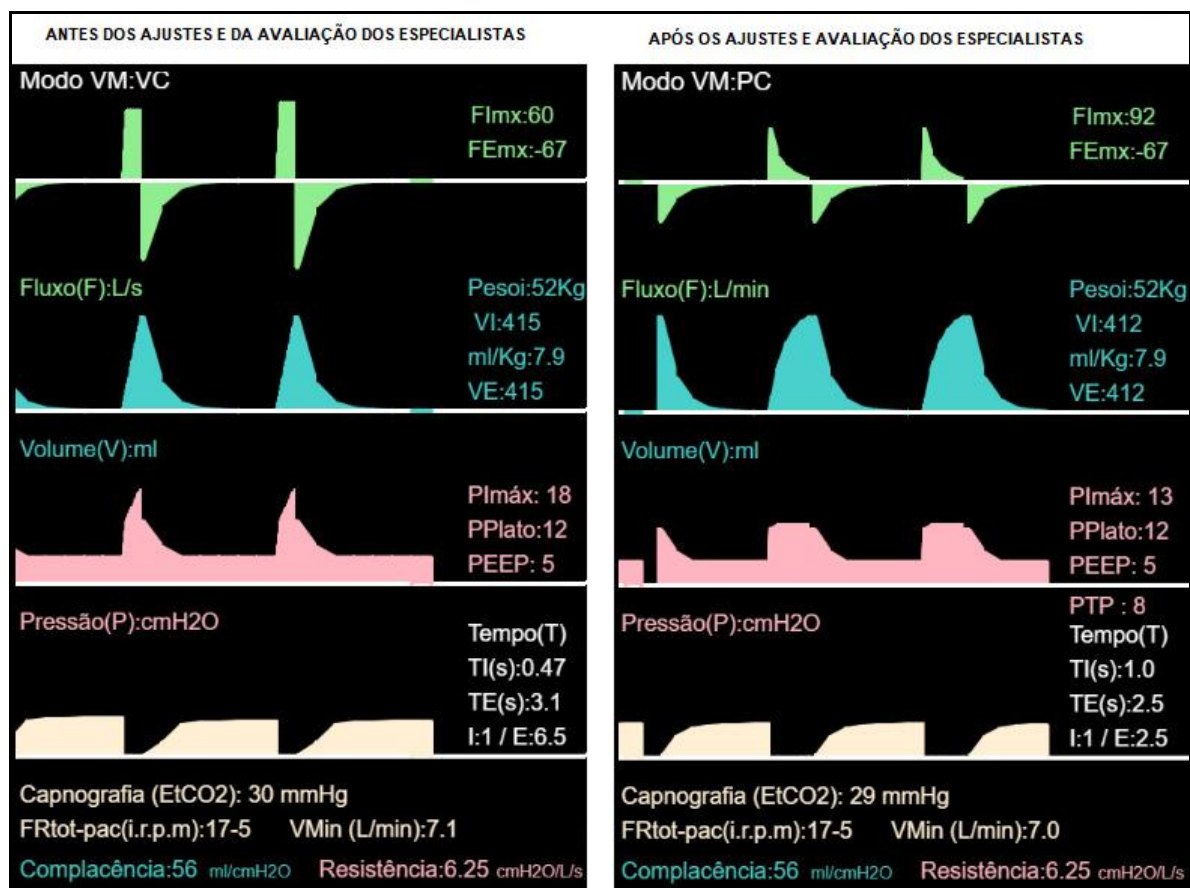 ANTES DOS AJUSTES E DA AVALIAÇÃO DOS ESPECIALISTAS
Modo VM:VC
FImx:60
FEmx:-67
Fluxo(F):L/s
Pesoi:52Kg
VI:415
ml/Kg:7.9
VE:415
Volume(V):ml
PImáx: 18
PPlato:12
PEEP: 5
Pressão(P):cmH2O
Tempo(T)
TI(s):0.47
TE(s):3.1
I:1 / E:6.5
Capnografia (EtCO2): 30 mmHg
FRtot-pac(i.r.p.m):17-5 VMin (L/min):7.1
Complacência:56 ml/cmH2O Resistência:6.25 cmH2O/L/s
APÓS OS AJUSTES E AVALIAÇÃO DOS ESPECIALISTAS
Modo VM:PC
FImx:92
FEmx:-67
Fluxo(F):L/min
Pesoi:52Kg
VI:412
ml/Kg:7.9
VE:412
Volume(V):ml
PImáx: 13
PPlato:12
PEEP: 5
Pressão(P):cmH2O
PTP : 8
Tempo(T)
TI(s):1.0
TE(s):2.5
I:1 / E:2.5
Capnografia (EtCO2): 29 mmHg
FRtot-pac(i.r.p.m):17-5 VMin (L/min):7.0
Complacência:56 ml/cmH2O Resistência:6.25 cmH2O/L/s